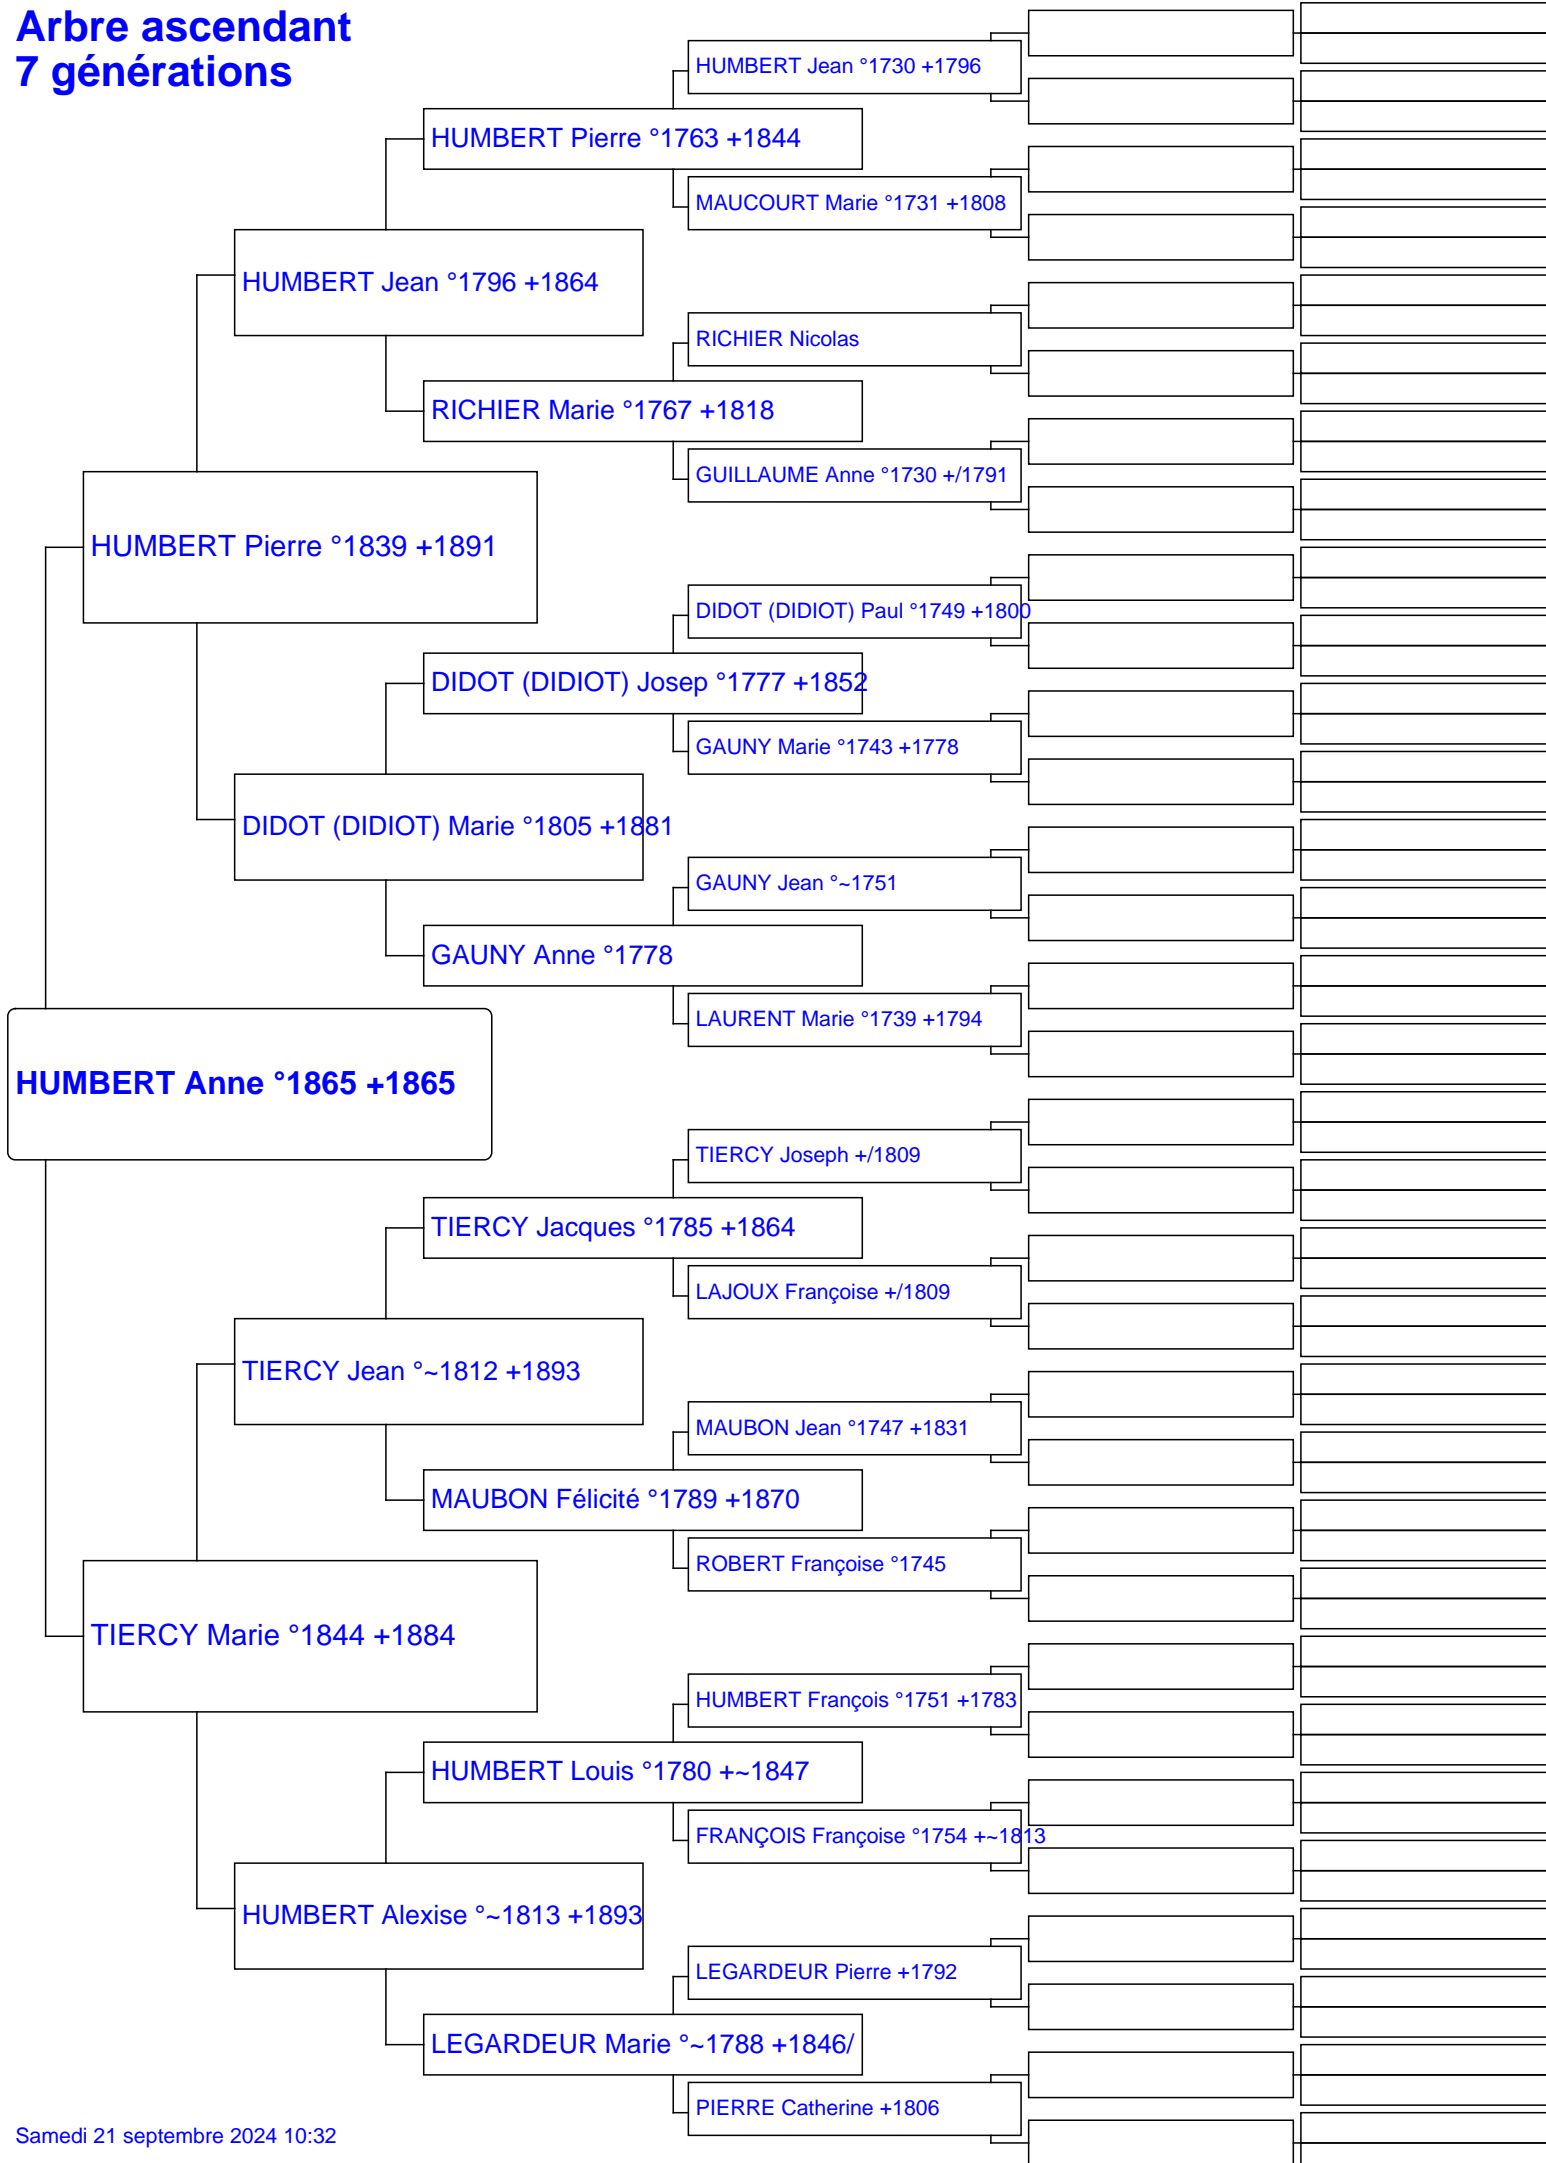 Arbre ascendant
7 générations
HUMBERT Jean °1730 +1796
HUMBERT Pierre °1763 +1844
MAUCOURT Marie °1731 +1808
HUMBERT Jean °1796 +1864
RICHIER Nicolas
RICHIER Marie °1767 +1818
GUILLAUME Anne °1730 +/1791
HUMBERT Pierre °1839 +1891
DIDOT (DIDIOT) Paul °1749 +1800
DIDOT (DIDIOT) Josep °1777 +1852
GAUNY Marie °1743 +1778
DIDOT (DIDIOT) Marie °1805 +1881
GAUNY Jean °~1751
GAUNY Anne °1778
LAURENT Marie °1739 +1794
HUMBERT Anne °1865 +1865
TIERCY Joseph +/1809
TIERCY Jacques °1785 +1864
LAJOUX Françoise +/1809
TIERCY Jean °~1812 +1893
MAUBON Jean °1747 +1831
MAUBON Félicité °1789 +1870
ROBERT Françoise °1745
TIERCY Marie °1844 +1884
HUMBERT François °1751 +1783
HUMBERT Louis °1780 +~1847
FRANÇOIS Françoise °1754 +~1813
HUMBERT Alexise °~1813 +1893
LEGARDEUR Pierre +1792
LEGARDEUR Marie °~1788 +1846/
PIERRE Catherine +1806
Samedi 21 septembre 2024 10:32